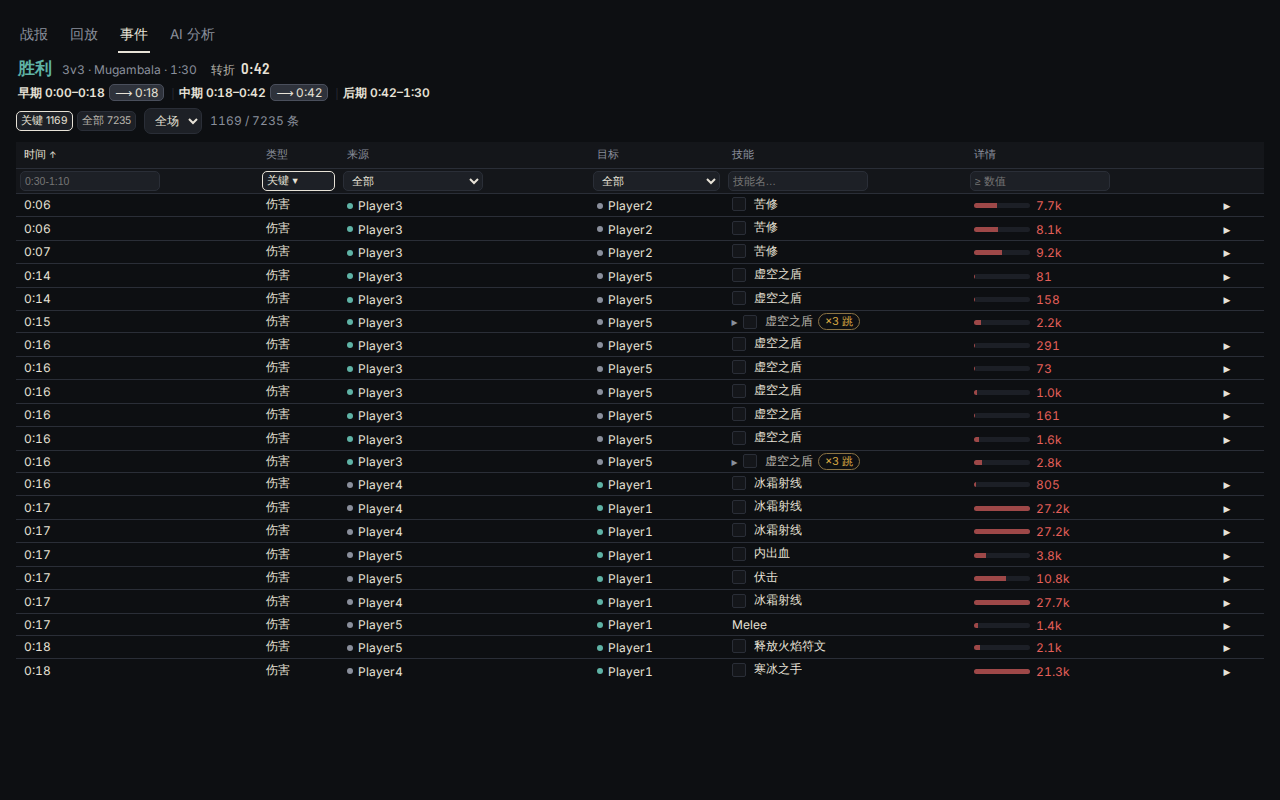 战报 回放 事件 AI 分析
胜利 3v3 · Mugambala · 1:30 转折 0:42
早期 0:00–0:18 ⟶ 0:18 中期 0:18–0:42 ⟶ 0:42 后期 0:42–1:30
关键 1169 全部 7235 全场 1169 / 7235 条
时间 ↑ 类型 来源 目标 技能 详情
0:30-1:10 关键 ▾ 全部 全部 技能名... ≥ 数值
0:06 伤害 Player3 Player2 苦修 7.7k ▶
0:06 伤害 Player3 Player2 苦修 8.1k ▶
0:07 伤害 Player3 Player2 苦修 9.2k ▶
0:14 伤害 Player3 Player5 虚空之盾 81 ▶
0:14 伤害 Player3 Player5 虚空之盾 158 ▶
0:15 伤害 Player3 Player5 ▶ 虚空之盾 ×3 跳 2.2k
0:16 伤害 Player3 Player5 虚空之盾 291 ▶
0:16 伤害 Player3 Player5 虚空之盾 73 ▶
0:16 伤害 Player3 Player5 虚空之盾 1.0k ▶
0:16 伤害 Player3 Player5 虚空之盾 161 ▶
0:16 伤害 Player3 Player5 虚空之盾 1.6k ▶
0:16 伤害 Player3 Player5 ▶ 虚空之盾 ×3 跳 2.8k
0:16 伤害 Player4 Player1 冰霜射线 805 ▶
0:17 伤害 Player4 Player1 冰霜射线 27.2k ▶
0:17 伤害 Player4 Player1 冰霜射线 27.2k ▶
0:17 伤害 Player5 Player1 内出血 3.8k ▶
0:17 伤害 Player5 Player1 伏击 10.8k ▶
0:17 伤害 Player4 Player1 冰霜射线 27.7k ▶
0:17 伤害 Player5 Player1 Melee 1.4k ▶
0:18 伤害 Player5 Player1 释放火焰符文 2.1k ▶
0:18 伤害 Player4 Player1 寒冰之手 21.3k ▶